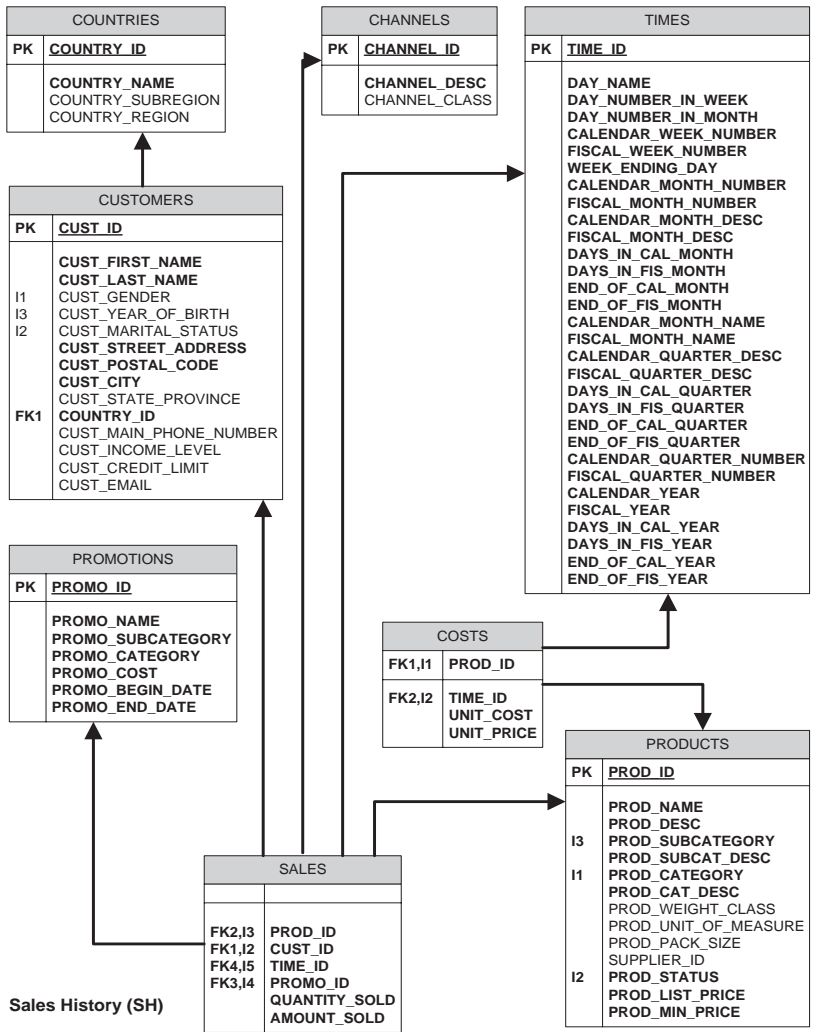 COUNTRIES
PK COUNTRY_ID
COUNTRY_NAME
COUNTRY_SUBREGION
COUNTRY_REGION
CHANNELS
PK CHANNEL_ID
CHANNEL_DESC
CHANNEL_CLASS
TIMES
PK TIME_ID
DAY_NAME
DAY_NUMBER_IN_WEEK
DAY_NUMBER_IN_MONTH
CALENDAR_WEEK_NUMBER
FISCAL_WEEK_NUMBER
WEEK_ENDING_DAY
CALENDAR_MONTH_NUMBER
FISCAL_MONTH_NUMBER
CALENDAR_MONTH_DESC
FISCAL_MONTH_DESC
DAYS_IN_CAL_MONTH
DAYS_IN_FIS_MONTH
END_OF_CAL_MONTH
END_OF_FIS_MONTH
CALENDAR_MONTH_NAME
FISCAL_MONTH_NAME
CALENDAR_QUARTER_DESC
FISCAL_QUARTER_DESC
DAYS_IN_CAL_QUARTER
DAYS_IN_FIS_QUARTER
END_OF_CAL_QUARTER
END_OF_FIS_QUARTER
CALENDAR_QUARTER_NUMBER
FISCAL_QUARTER_NUMBER
CALENDAR_YEAR
FISCAL_YEAR
DAYS_IN_CAL_YEAR
DAYS_IN_FIS_YEAR
END_OF_CAL_YEAR
END_OF_FIS_YEAR
CUSTOMERS
PK CUST_ID
CUST_FIRST_NAME
CUST_LAST_NAME
I1 CUST_GENDER
I3 CUST_YEAR_OF_BIRTH
I2 CUST_MARITAL_STATUS
CUST_STREET_ADDRESS
CUST_POSTAL_CODE
CUST_CITY
CUST_STATE_PROVINCE
FK1 COUNTRY_ID
CUST_MAIN_PHONE_NUMBER
CUST_INCOME_LEVEL
CUST_CREDIT_LIMIT
CUST_EMAIL
PROMOTIONS
PK PROMO_ID
PROMO_NAME
PROMO_SUBCATEGORY
PROMO_CATEGORY
PROMO_COST
PROMO_BEGIN_DATE
PROMO_END_DATE
COSTS
FK1,I1 PROD_ID
FK2,I2 TIME_ID
UNIT_COST
UNIT_PRICE
PRODUCTS
PK PROD_ID
PROD_NAME
PROD_DESC
I3 PROD_SUBCATEGORY
PROD_SUBCAT_DESC
I1 PROD_CATEGORY
PROD_CAT_DESC
PROD_WEIGHT_CLASS
PROD_UNIT_OF_MEASURE
PROD_PACK_SIZE
SUPPLIER_ID
I2 PROD_STATUS
PROD_LIST_PRICE
PROD_MIN_PRICE
SALES
FK2,I3 PROD_ID
FK1,I2 CUST_ID
FK4,I5 TIME_ID
FK3,I4 PROMO_ID
QUANTITY_SOLD
AMOUNT_SOLD
Sales History (SH)